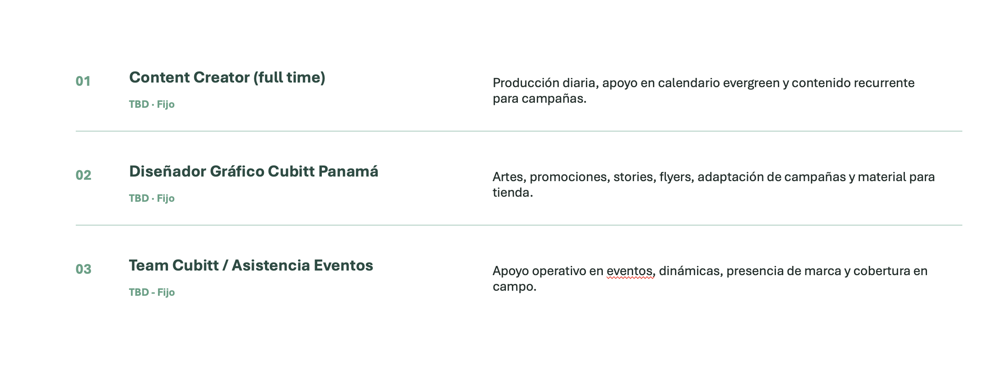 01
Content Creator (full time)
TBD · Fijo
Producción diaria, apoyo en calendario evergreen y contenido recurrente
para campañas.
02
Diseñador Gráfico Cubitt Panamá
TBD · Fijo
Artes, promociones, stories, flyers, adaptación de campañas y material para
tienda.
03
Team Cubitt / Asistencia Eventos
TBD - Fijo
Apoyo operativo en eventos, dinámicas, presencia de marca y cobertura en
campo.